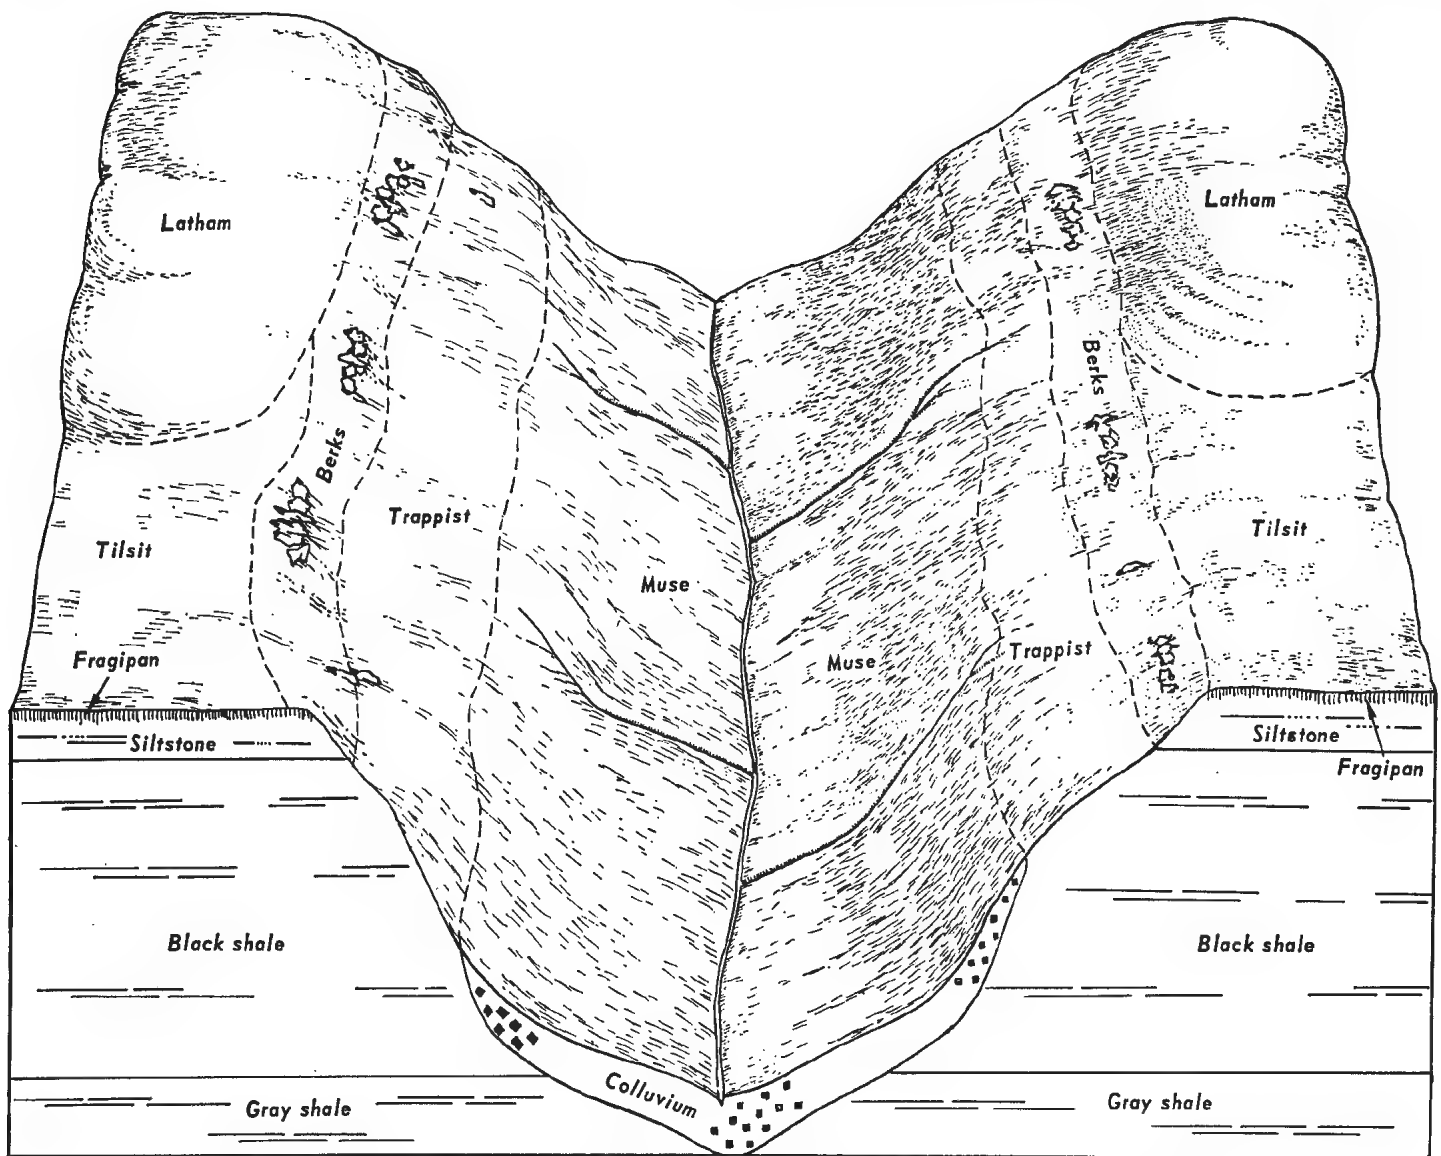 Latham
Latham
Berks
Berks
Trappist
Tilsit
Tilsit
Muse
Muse
Trappist
Fragipan
Siltstone
Siltstone
Fragipan
Black shale
Black shale
Colluvium
Gray shale
Gray shale